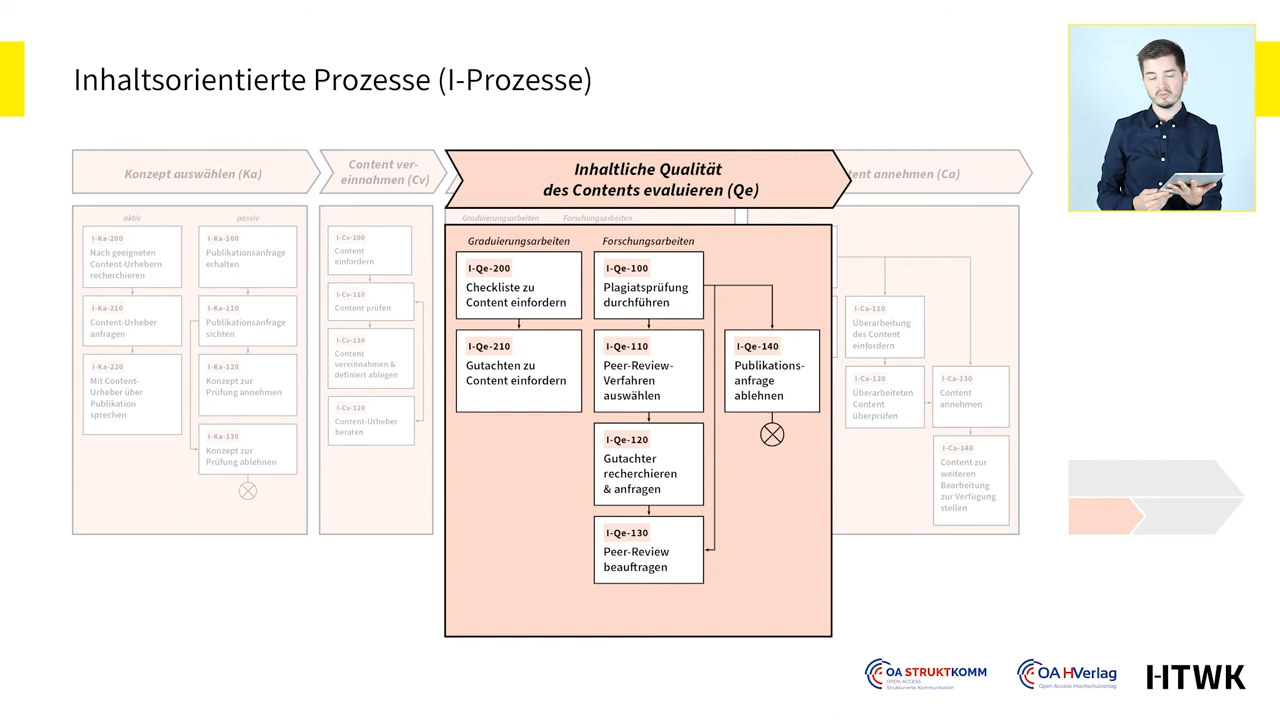 Inhaltsorientierte Prozesse (I-Prozesse)
Konzept auswählen (Ka)
Content ver-
einnahmen (Cv)
Inhaltliche Qualität
des Contents evaluieren (Qe)
tent annehmen (Ca)
aktiv
passiv
I-Ka-200
Nach geeigneten
Content-Urhebern
recherchieren
I-Ka-210
Content-Urheber
anfragen
I-Ka-220
Mit Content-
Urheber über
Publikation
sprechen
I-Ka-100
Publikationsanfrage
erhalten
I-Ka-110
Publikationsanfrage
sichten
I-Ka-120
Konzept zur
Prüfung annehmen
I-Ka-130
Konzept zur
Prüfung ablehnen
I-Cv-100
Content
einfordern
I-Cv-110
Content prüfen
I-Cv-130
Content
vereinnahmen &
definiert ablegen
I-Cv-120
Content-Urheber
beraten
Graduierungsarbeiten
Forschungsarbeiten
Graduierungsarbeiten
Forschungsarbeiten
I-Qe-200
Checkliste zu
Content einfordern
I-Qe-210
Gutachten zu
Content einfordern
I-Qe-100
Plagiatsprüfung
durchführen
I-Qe-110
Peer-Review-
Verfahren
auswählen
I-Qe-120
Gutachter
recherchieren
& anfragen
I-Qe-130
Peer-Review
beauftragen
I-Qe-140
Publikations-
anfrage
ablehnen
I-Ca-110
Überarbeitung
des Content
einfordern
I-Ca-120
Überarbeiteten
Content
überprüfen
I-Ca-130
Content
annehmen
I-Ca-140
Content zur
weiteren
Bearbeitung
zur Verfügung
stellen
OA STRUKTKOMM
OPEN-ACCESS
Strukturierte Kommunikation
OA HVerlag
Open Access Hochschulverlag
HTWK